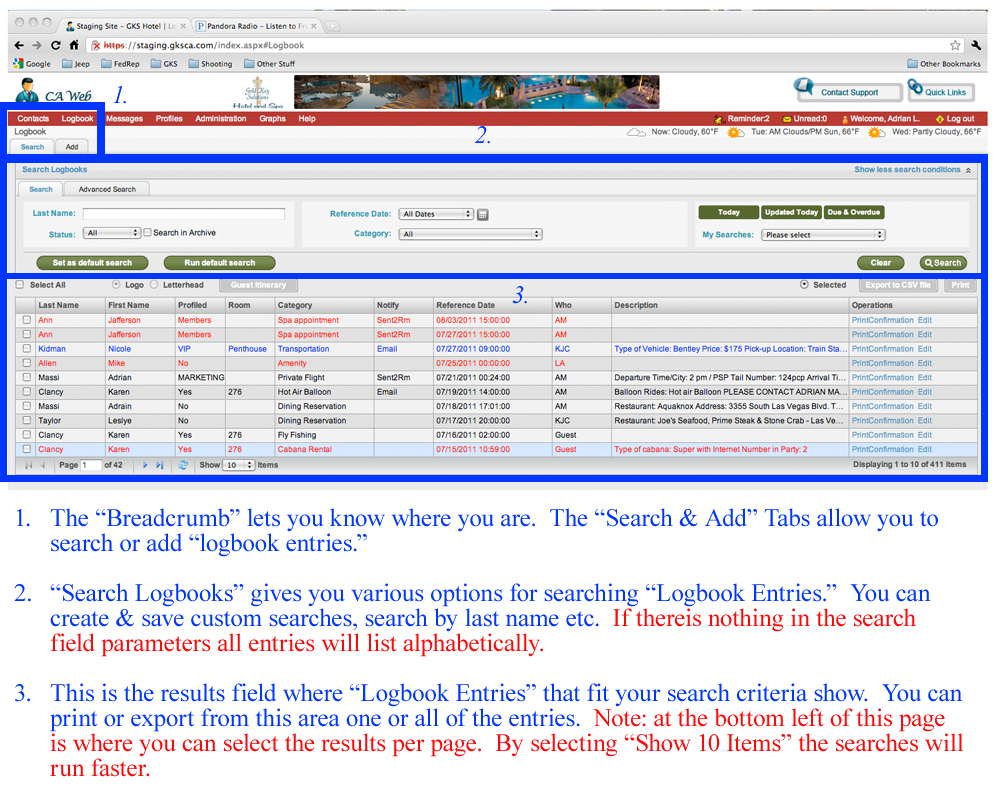 Staging Site – GKS Hotel | Lo
Pandora Radio – Listen to Fr
https://staging.gksca.com/index.aspx#Logbook
Google Jeep FedRep GKS Shooting Other Stuff Other Bookmarks
CA Web 1. Gold Key Solutions Hotel and Spa Contact Support Quick Links
Contacts Logbook Messages Profiles Administration Graphs Help Reminder:2 Unread:0 Welcome, Adrian L. Log out
Logbook 2. Now: Cloudy, 60°F Tue: AM Clouds/PM Sun, 66°F Wed: Partly Cloudy, 66°F
Search Add
Search Logbooks Show less search conditions
Search Advanced Search
Last Name: Reference Date: All Dates Today Updated Today Due & Overdue
Status: All Search in Archive Category: All My Searches: Please select
Set as default search Run default search Clear Search
Select All Logo Letterhead Guest Itinerary 3. Selected Export to CSV file Print
Last Name First Name Profiled Room Category Notify Reference Date Who Description Operations
Ann Jafferson Members Spa appointment Sent2Rm 08/03/2011 15:00:00 AM PrintConfirmation Edit
Ann Jafferson Members Spa appointment Sent2Rm 07/27/2011 15:00:00 AM PrintConfirmation Edit
Kidman Nicole VIP Penthouse Transportation Email 07/27/2011 09:00:00 KJC Type of Vehicle: Bentley Price: $175 Pick-up Location: Train Sta... PrintConfirmation Edit
Allen Mike No Amenity 07/25/2011 00:00:00 LA PrintConfirmation Edit
Massi Adrian MARKETING Private Flight Sent2Rm 07/21/2011 00:24:00 AM Departure Time/City: 2 pm / PSP Tail Number: 124pcp Arrival Ti... PrintConfirmation Edit
Clancy Karen Yes 276 Hot Air Balloon Email 07/19/2011 14:00:00 AM Balloon Rides: Hot air Balloon PLEASE CONTACT ADRIAN MA... PrintConfirmation Edit
Massi Adrain No Dining Reservation 07/18/2011 17:01:00 AM Restaurant: Aquaknox Address: 3355 South Las Vegas Blvd. T... PrintConfirmation Edit
Taylor Leslye No Dining Reservation 07/17/2011 20:00:00 KJC Restaurant: Joe's Seafood, Prime Steak & Stone Crab - Las Ve... PrintConfirmation Edit
Clancy Karen Yes 276 Fly Fishing 07/16/2011 02:00:00 Guest PrintConfirmation Edit
Clancy Karen Yes 276 Cabana Rental 07/15/2011 10:59:00 Guest Type of cabana: Super with Internet Number in Party: 2 PrintConfirmation Edit
Page 1 of 42 Show 10 Items Displaying 1 to 10 of 411 Items
1. The “Breadcrumb” lets you know where you are. The “Search & Add” Tabs allow you to
search or add “logbook entries.”
2. “Search Logbooks” gives you various options for searching “Logbook Entries.” You can
create & save custom searches, search by last name etc. If thereis nothing in the search
field parameters all entries will list alphabetically.
3. This is the results field where “Logbook Entries” that fit your search criteria show. You can
print or export from this area one or all of the entries. Note: at the bottom left of this page
is where you can select the results per page. By selecting “Show 10 Items” the searches will
run faster.